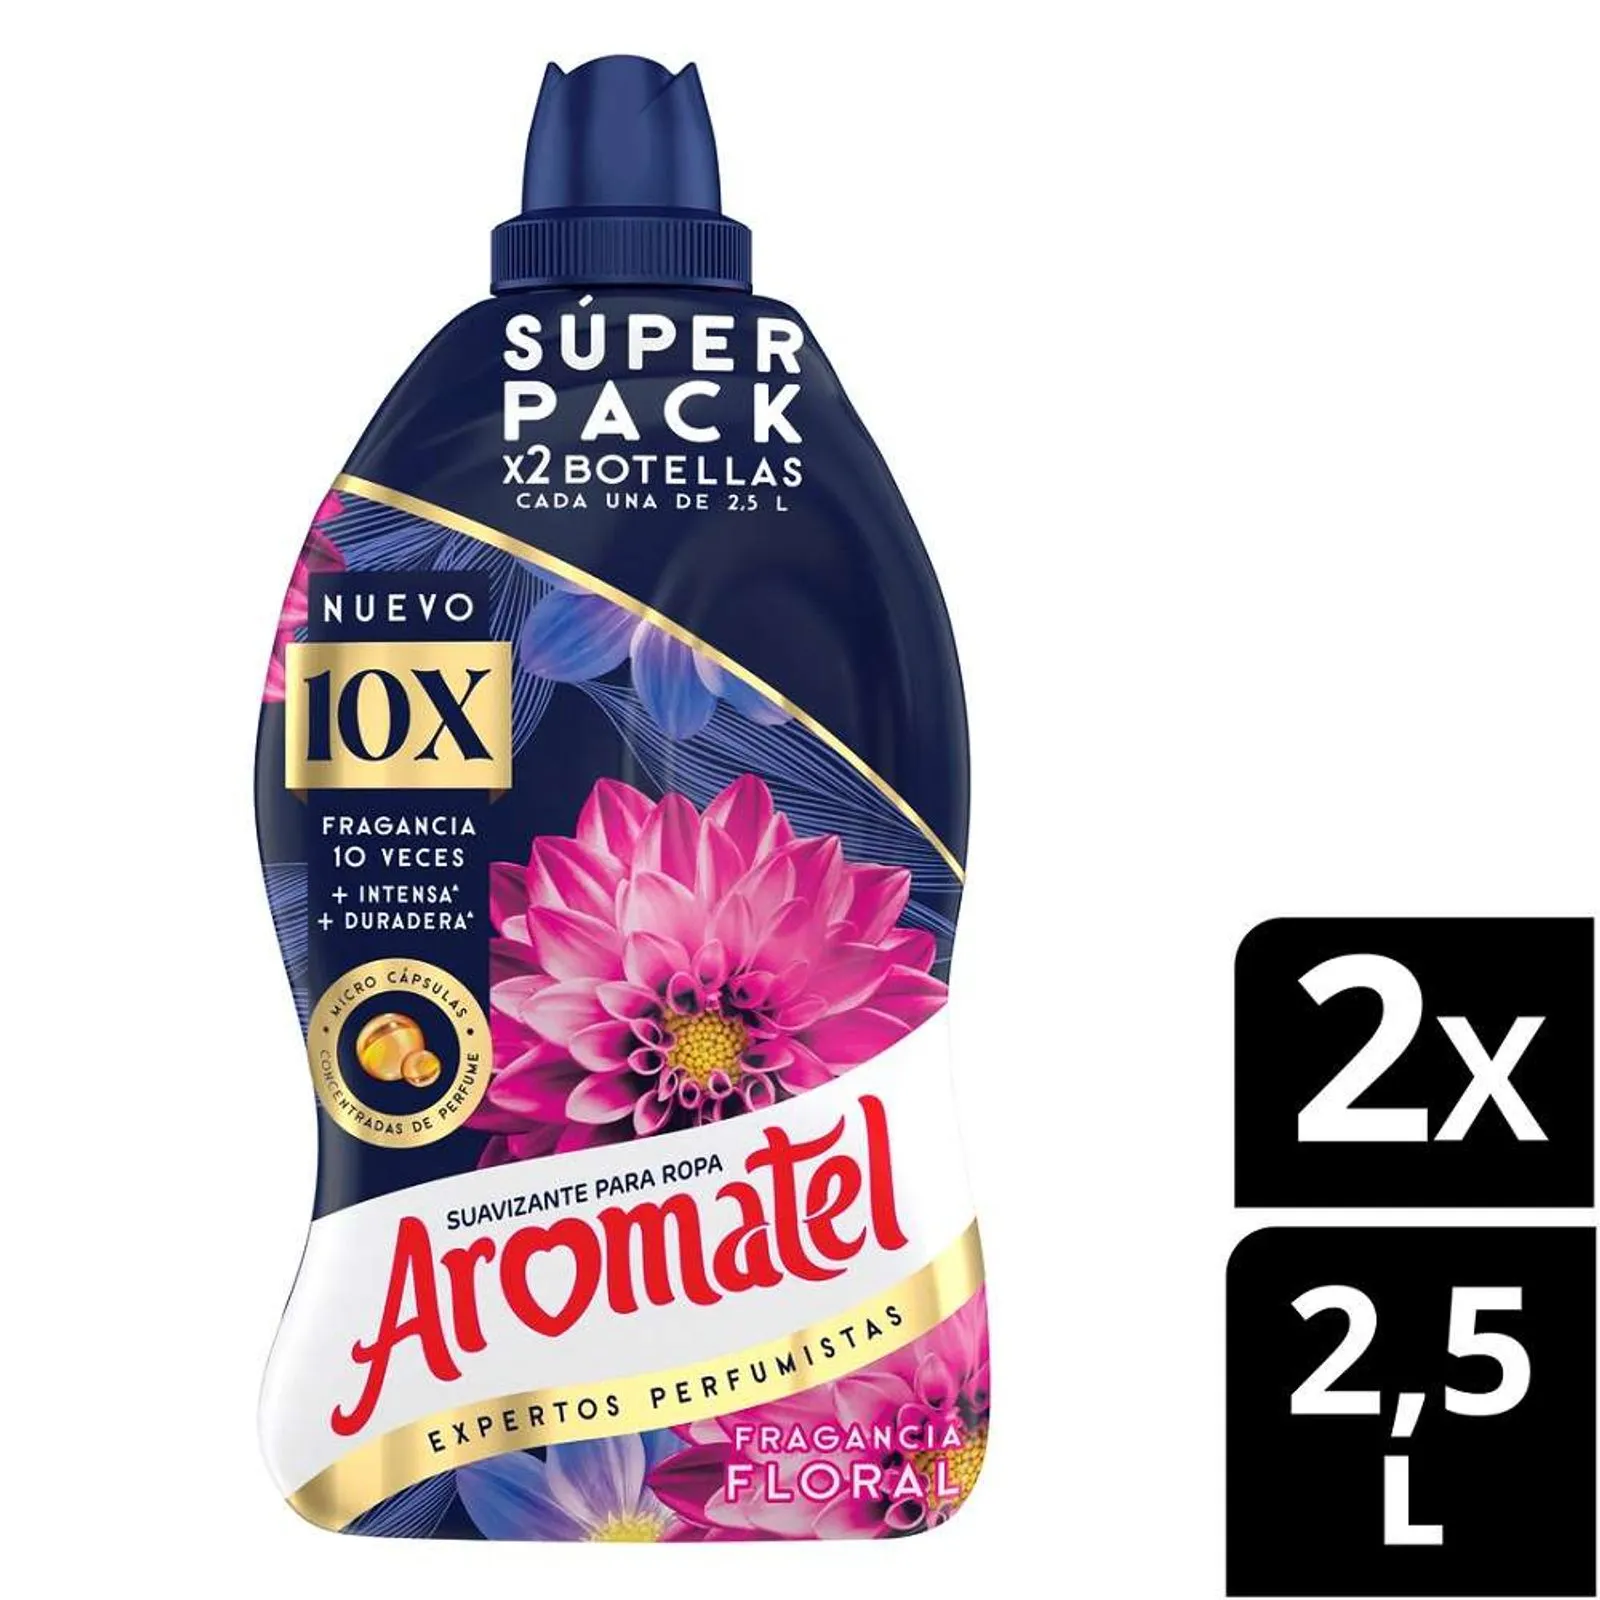 SÚPER
PACK
X2 BOTELLAS
CADA UNA DE 2,5 L
NUEVO
10X
FRAGANCIA
10 VECES
+ INTENSA*
+ DURADERA*
• MICRO CÁPSULAS •
CONCENTRADAS DE PERFUME
SUAVIZANTE PARA ROPA
Aromatel
EXPERTOS PERFUMISTAS
FRAGANCIA
FLORAL
2x
2,5
L